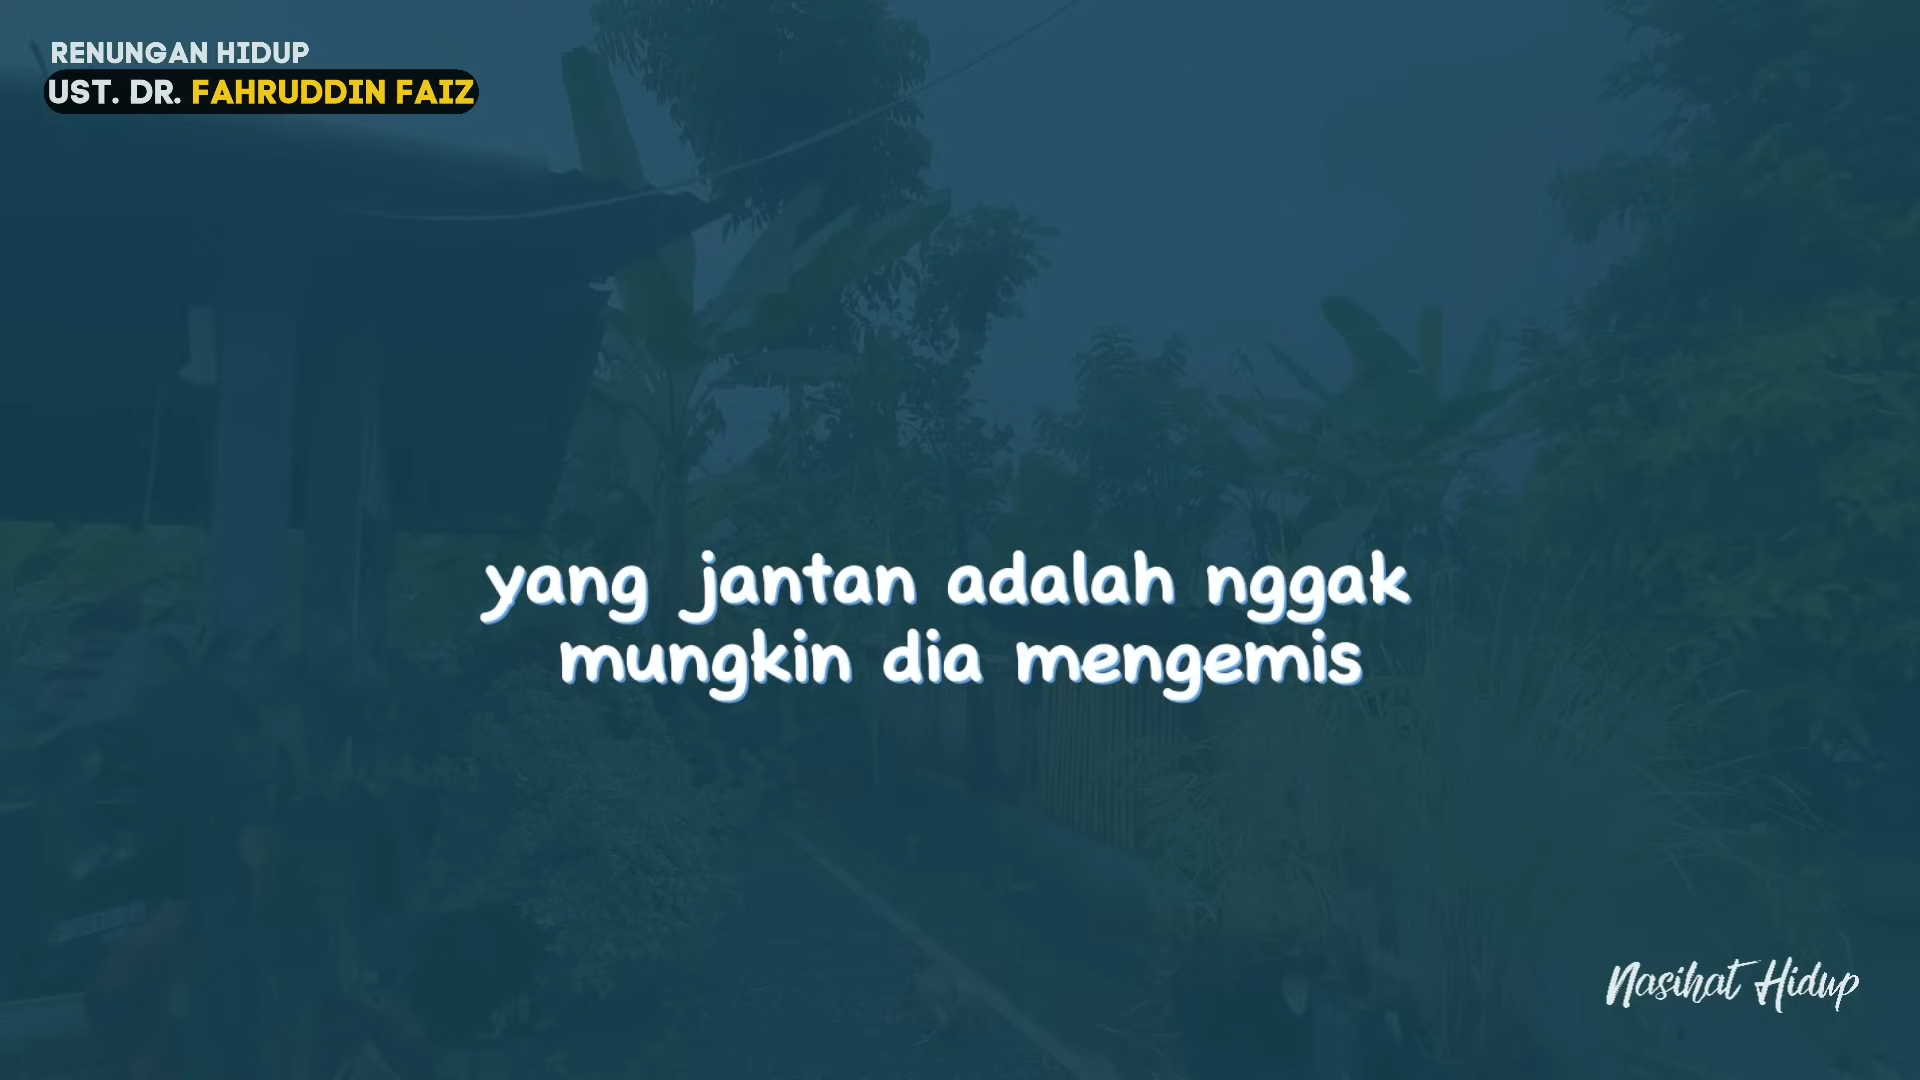 RENUNGAN HIDUP
UST. DR. FAHRUDDIN FAIZ
yang jantan adalah nggak
mungkin dia mengemis
Nasihat Hidup